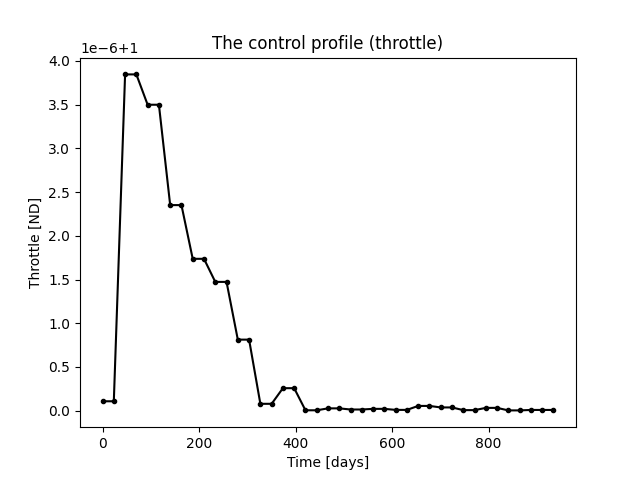 The control profile (throttle)
1e−6+1
4.0
3.5
3.0
2.5
2.0
1.5
1.0
0.5
0.0
Throttle [ND]
0 200 400 600 800
Time [days]